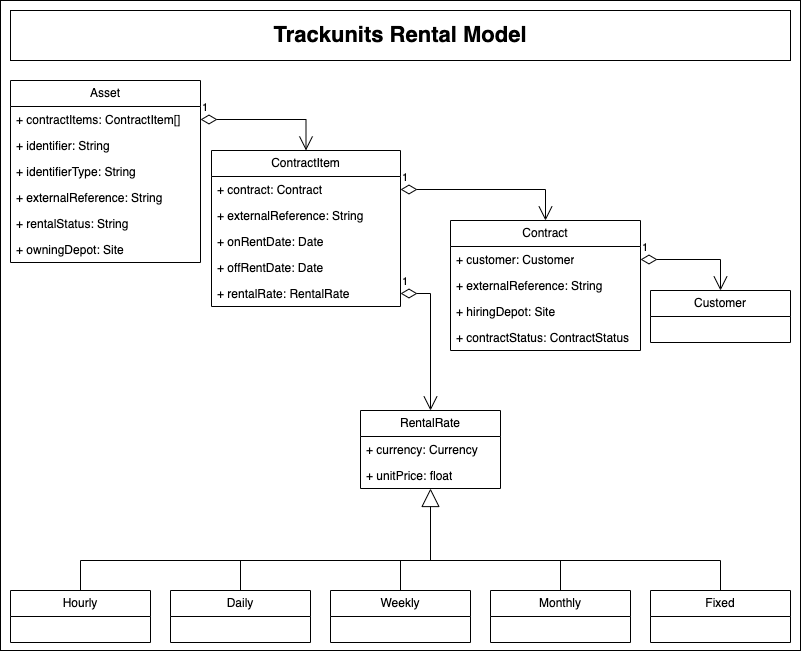 Trackunits Rental Model
Asset
+ contractItems: ContractItem[]
+ identifier: String
+ identifierType: String
+ externalReference: String
+ rentalStatus: String
+ owningDepot: Site
1
ContractItem
+ contract: Contract
+ externalReference: String
+ onRentDate: Date
+ offRentDate: Date
+ rentalRate: RentalRate
1
1
Contract
+ customer: Customer
+ externalReference: String
+ hiringDepot: Site
+ contractStatus: ContractStatus
1
Customer
RentalRate
+ currency: Currency
+ unitPrice: float
Hourly
Daily
Weekly
Monthly
Fixed